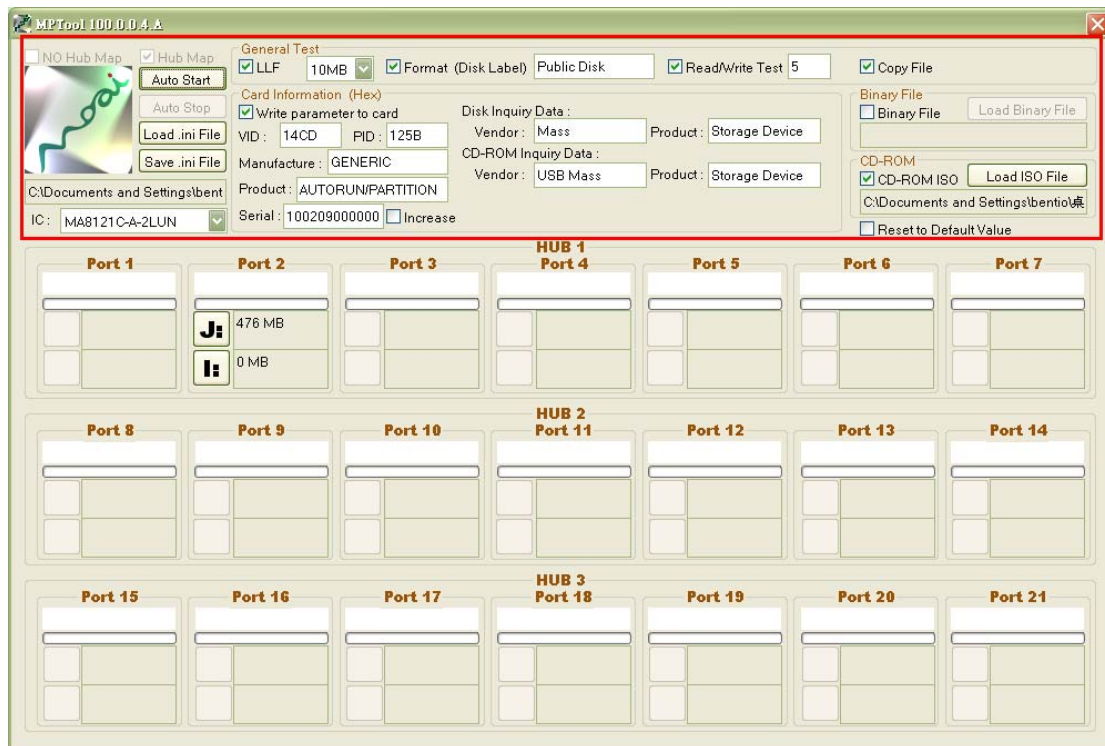 MPTool 100.0.0.4.A
NO Hub Map
Hub Map
Auto Start
Auto Stop
Load .ini File
Save .ini File
C:\Documents and Settings\bent
IC : MA8121C-A-2LUN
General Test
LLF 10MB Format (Disk Label) Public Disk Read/Write Test 5 Copy File
Card Information (Hex)
Write parameter to card
VID : 14CD PID : 125B
Manufacture : GENERIC
Product : AUTORUN/PARTITION
Serial : 100209000000 Increase
Disk Inquiry Data :
Vendor : Mass Product : Storage Device
CD-ROM Inquiry Data :
Vendor : USB Mass Product : Storage Device
Binary File
Binary File Load Binary File
CD-ROM
CD-ROM ISO Load ISO File
C:\Documents and Settings\bentio\桌
Reset to Default Value
HUB 1
Port 1 Port 2 Port 3 Port 4 Port 5 Port 6 Port 7
J: 476 MB
I: 0 MB
HUB 2
Port 8 Port 9 Port 10 Port 11 Port 12 Port 13 Port 14
HUB 3
Port 15 Port 16 Port 17 Port 18 Port 19 Port 20 Port 21